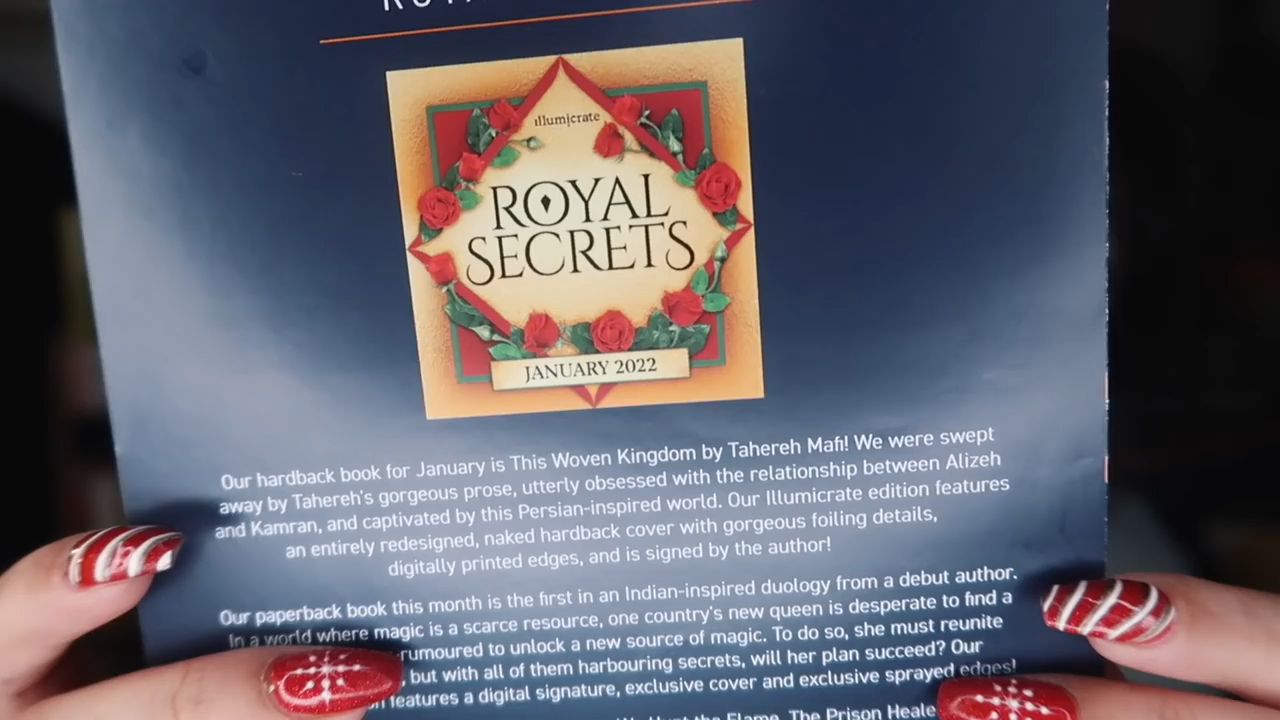 illumicrate
ROYAL
SECRETS
JANUARY 2022
Our hardback book for January is This Woven Kingdom by Tahereh Mafi! We were swept
away by Tahereh's gorgeous prose, utterly obsessed with the relationship between Alizeh
and Kamran, and captivated by this Persian-inspired world. Our Illumicrate edition features
an entirely redesigned, naked hardback cover with gorgeous foiling details,
digitally printed edges, and is signed by the author!
Our paperback book this month is the first in an Indian-inspired duology from a debut author.
In a world where magic is a scarce resource, one country's new queen is desperate to find a
rumoured to unlock a new source of magic. To do so, she must reunite
but with all of them harbouring secrets, will her plan succeed? Our
features a digital signature, exclusive cover and exclusive sprayed edges!
We Hunt the Flame, The Prison